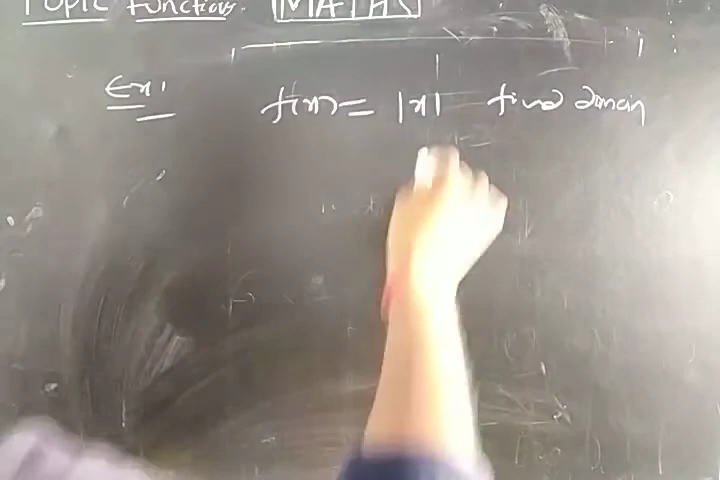 Topic Functions. MATHS
Ex:
f(x) = |x| find domain